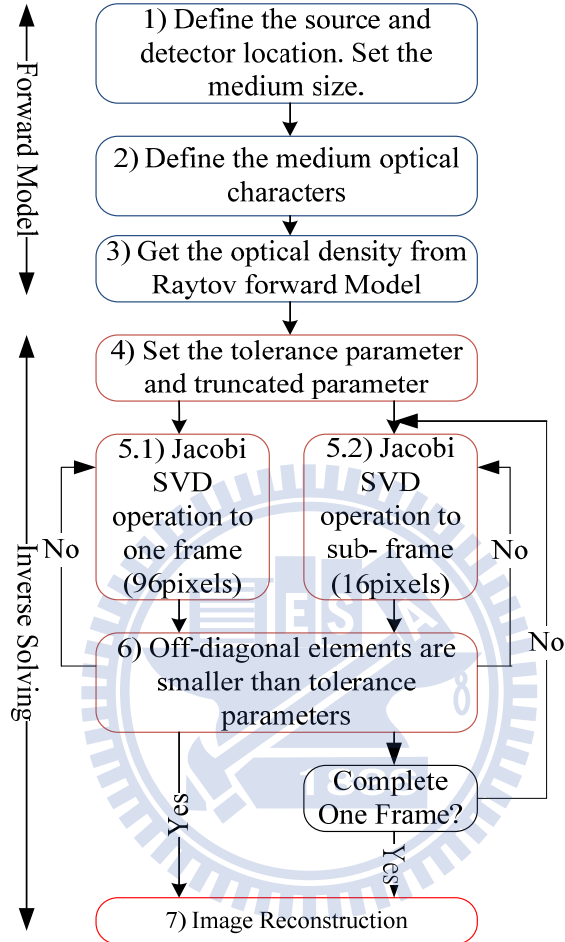 1) Define the source and
detector location. Set the
medium size.
Forward Model
2) Define the medium optical
characters
3) Get the optical density from
Raytov forward Model
4) Set the tolerance parameter
and truncated parameter
Inverse Solving
5.1) Jacobi
SVD
operation to
one frame
(96pixels)
5.2) Jacobi
SVD
operation to
sub- frame
(16pixels)
No
No
No
E S A
6) Off-diagonal elements are
smaller than tolerance
parameters
8
1896
Complete
One Frame?
Yes
Yes
7) Image Reconstruction